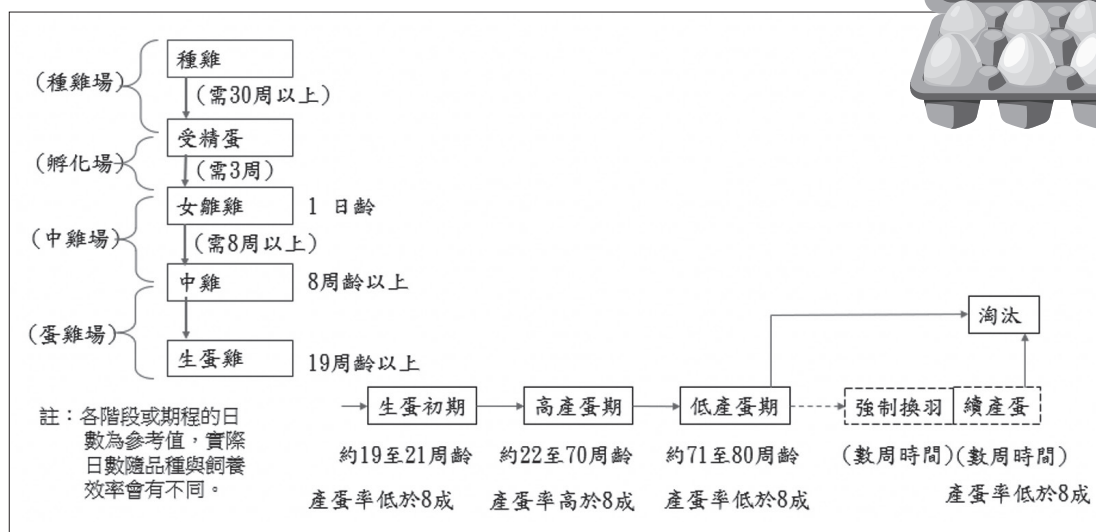 種雞
(種雞場)
(需30周以上)
受精蛋
(孵化場)
(需3周)
女雛雞 1 日齡
(中雞場)
(需8周以上)
中雞 8周齡以上
(蛋雞場)
生蛋雞 19周齡以上
淘汰
生蛋初期 高產蛋期 低產蛋期 強制換羽 續產蛋
約19至21周齡 約22至70周齡 約71至80周齡 (數周時間) (數周時間)
產蛋率低於8成 產蛋率高於8成 產蛋率低於8成 產蛋率低於8成
註：各階段或期程的日
數為參考值，實際
日數隨品種與飼養
效率會有不同。